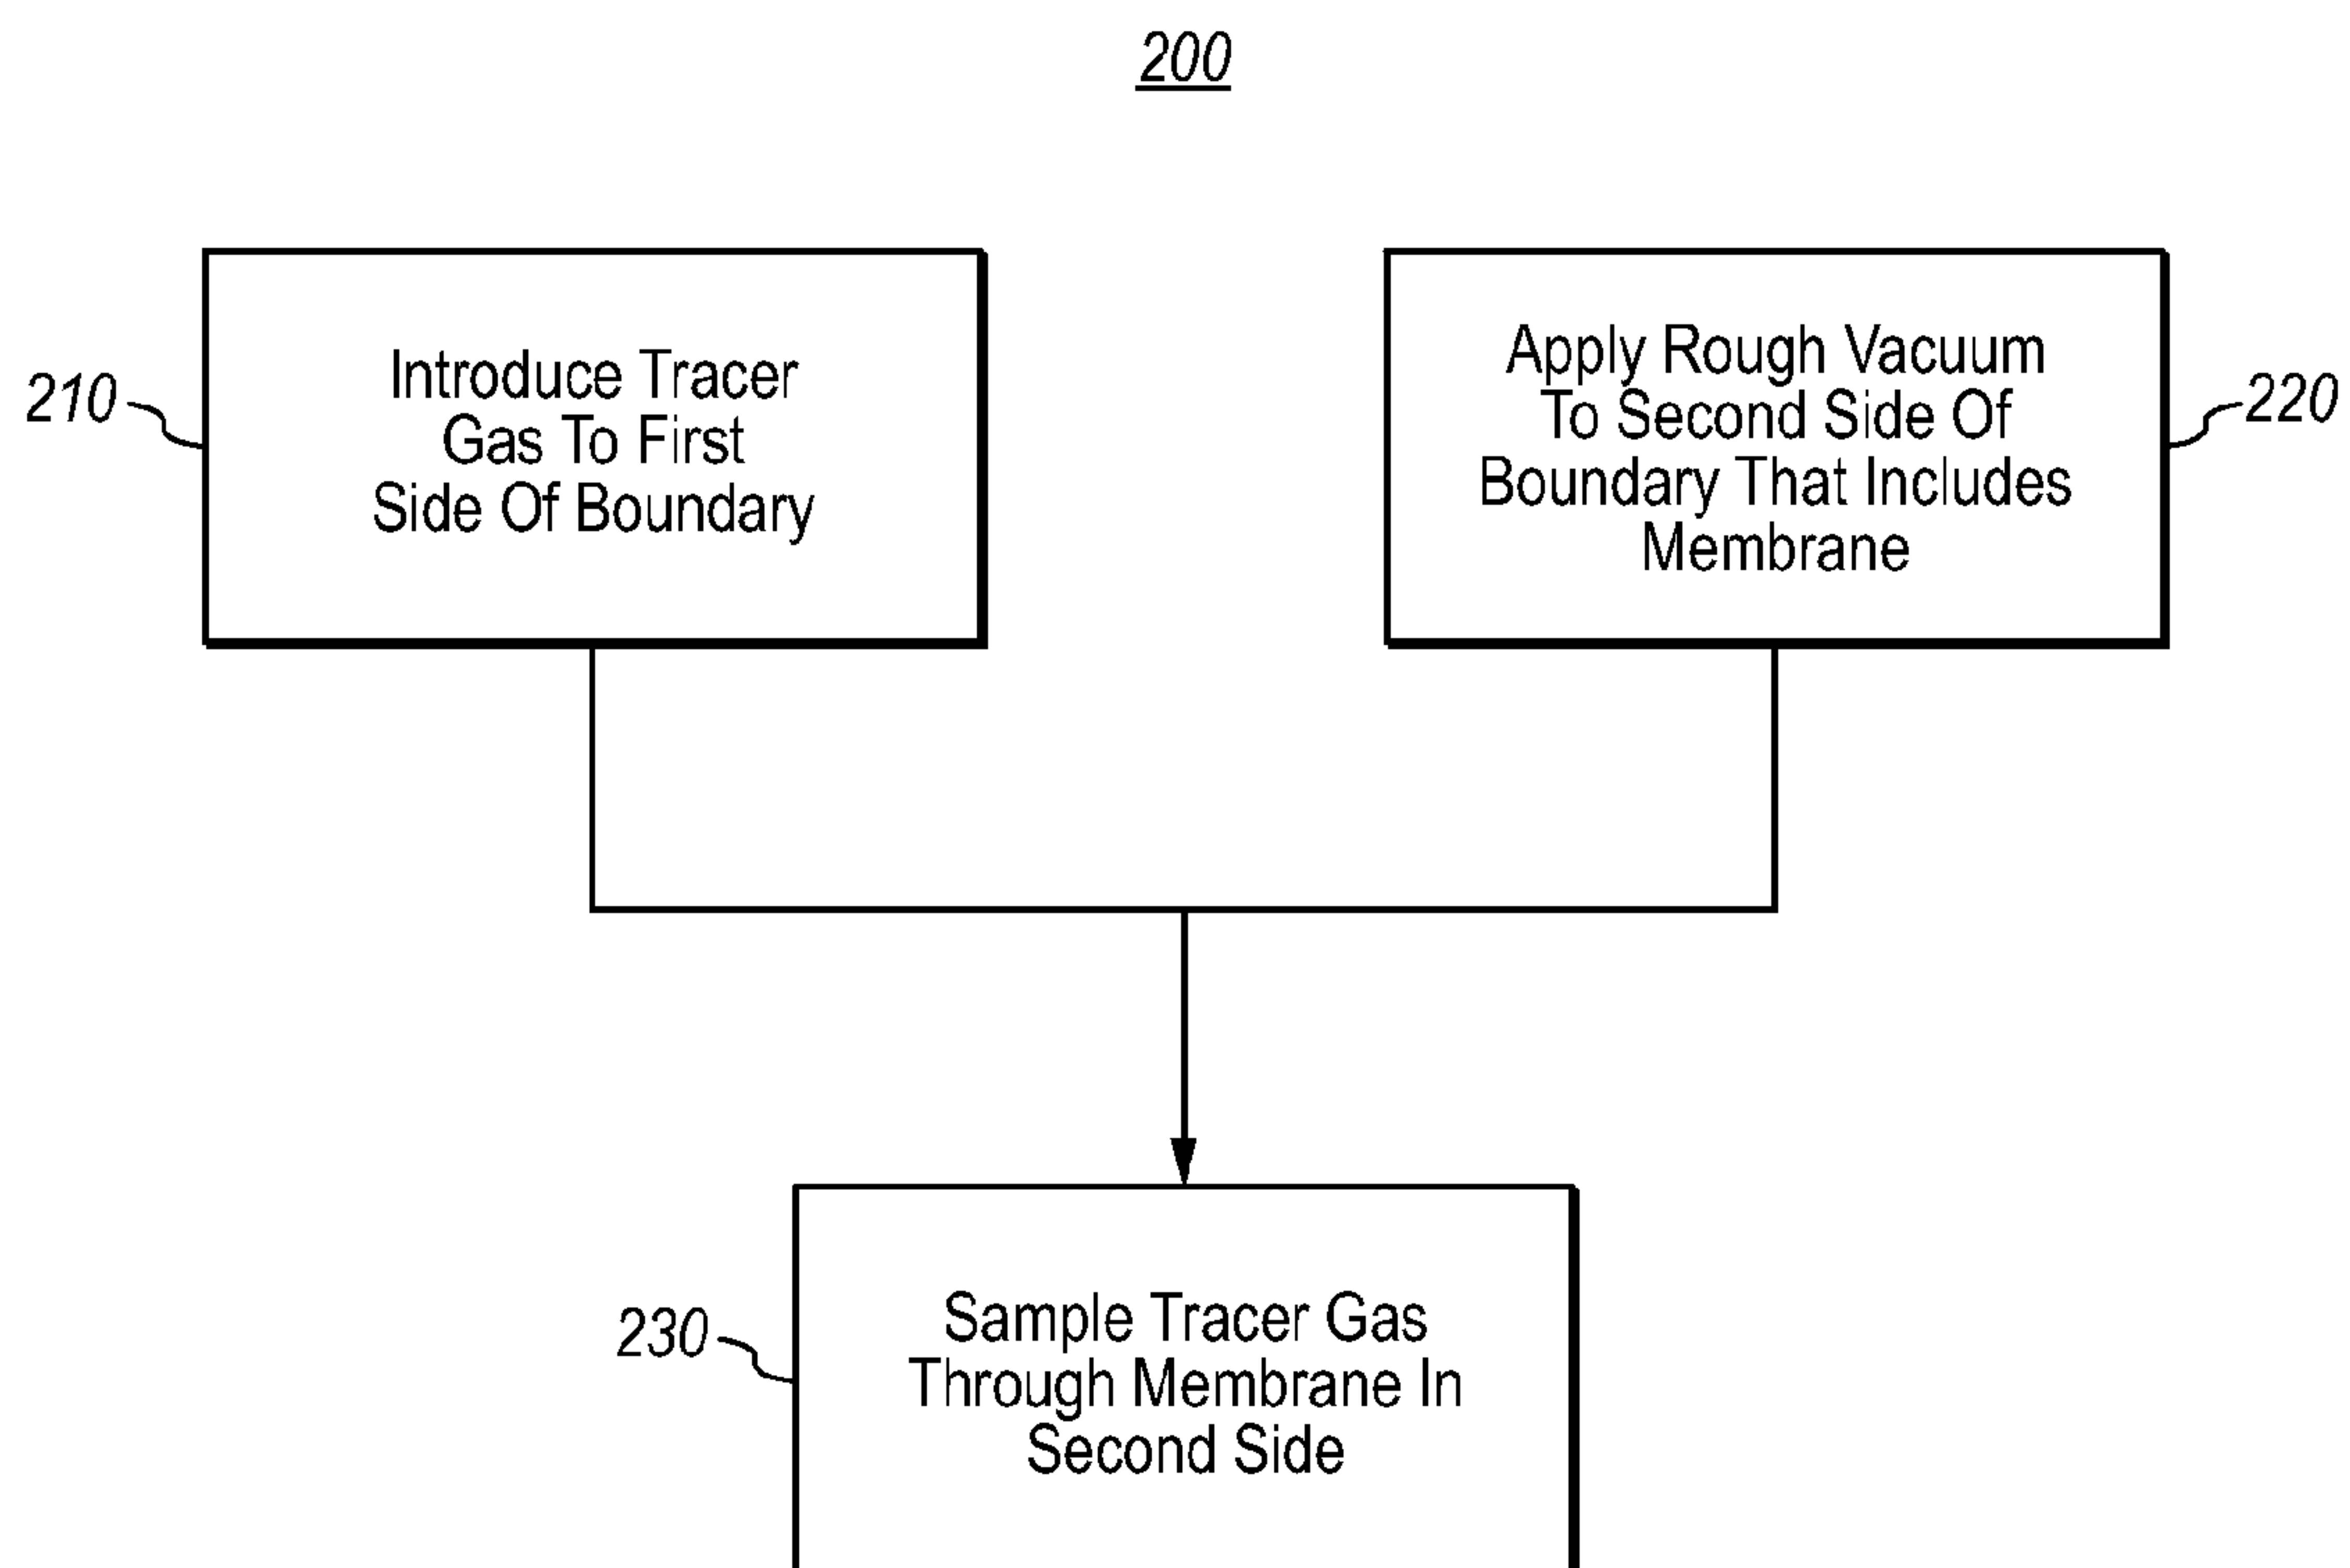 200
210
Introduce Tracer
Gas To First
Side Of Boundary
Apply Rough Vacuum
To Second Side Of
Boundary That Includes
Membrane
220
230
Sample Tracer Gas
Through Membrane In
Second Side